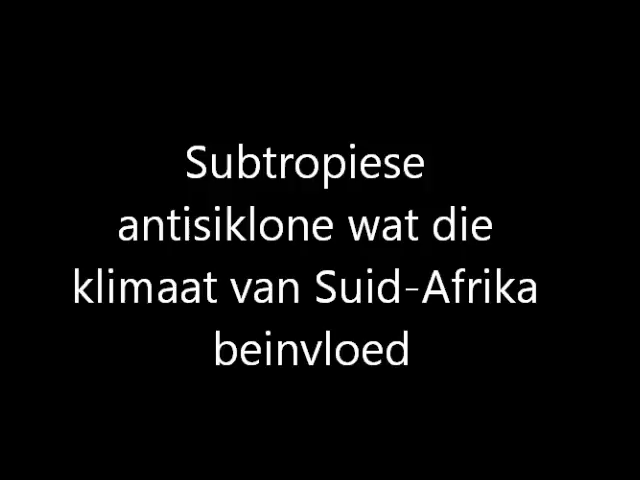 Subtropiese
antisiklone wat die
klimaat van Suid-Afrika
beinvloed